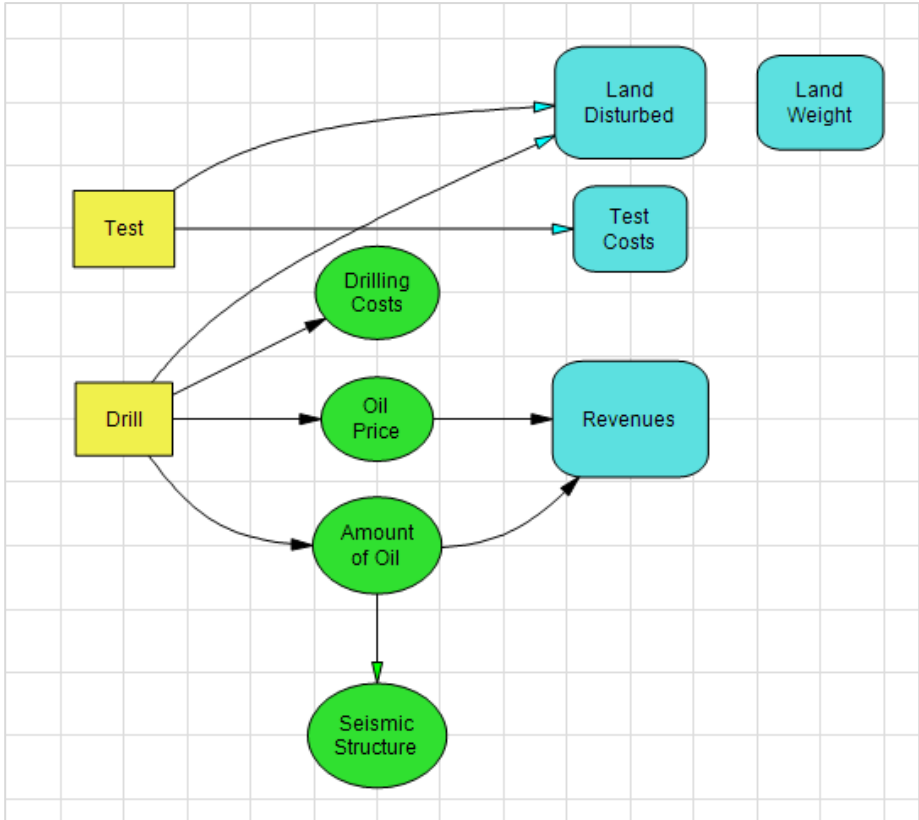 Land
Disturbed
Land
Weight
Test
Test
Costs
Drilling
Costs
Drill
Oil
Price
Revenues
Amount
of Oil
Seismic
Structure